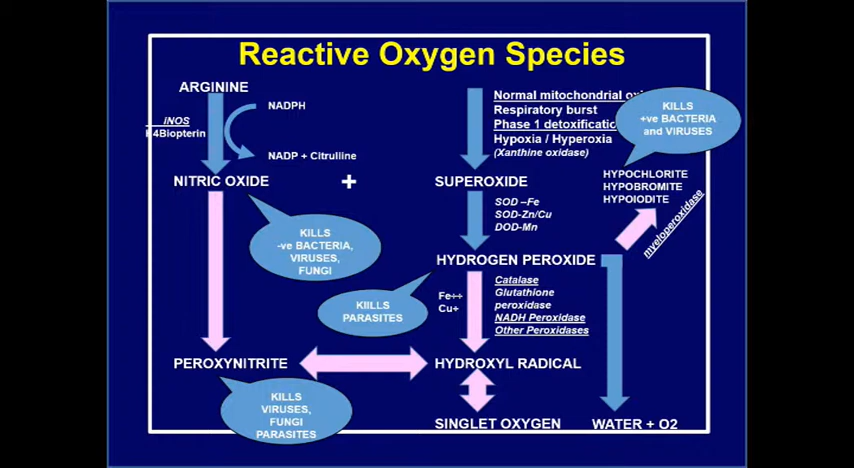 Reactive Oxygen Species
ARGININE
iNOS
H4Biopterin
NADPH
NADP + Citrulline
NITRIC OXIDE
+
KILLS
-ve BACTERIA,
VIRUSES,
FUNGI
PEROXYNITRITE
KILLS
VIRUSES,
FUNGI
PARASITES
Normal mitochondrial
Respiratory burst
Phase 1
Hypoxia / Hyperoxia
(Xanthine oxidase)
SUPEROXIDE
SOD –Fe
SOD-Zn/Cu
DOD-Mn
KILLS
+ve BACTERIA
and VIRUSES
HYPOCHLORITE
HYPOBROMITE
HYPOIODITE
myeloperoxidase
HYDROGEN PEROXIDE
KIILLS
PARASITES
Fe++
Cu+
Catalase
Glutathione
peroxidase
NADH Peroxidase
Other Peroxidases
HYDROXYL RADICAL
SINGLET OXYGEN
WATER + O2